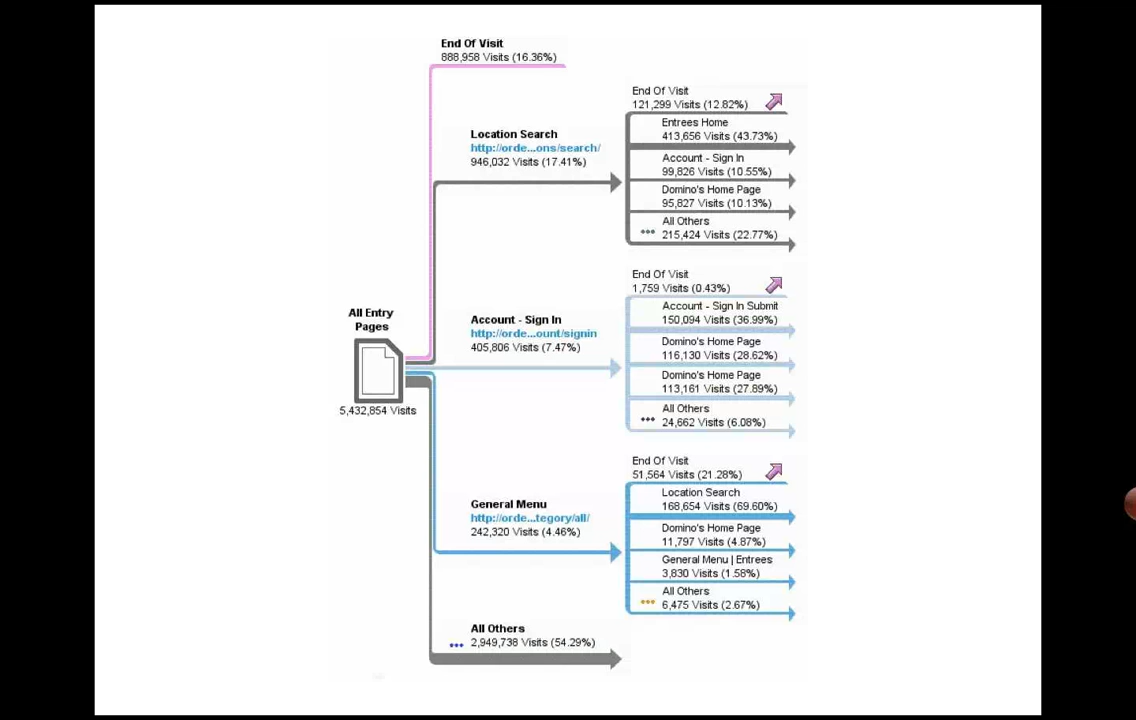 End Of Visit
888,958 Visits (16.36%)
Location Search
http://orde...ons/search/
946,032 Visits (17.41%)
End Of Visit
121,299 Visits (12.82%)
Entrees Home
413,656 Visits (43.73%)
Account - Sign In
99,826 Visits (10.55%)
Domino's Home Page
95,827 Visits (10.13%)
All Others
215,424 Visits (22.77%)
All Entry
Pages
5,432,854 Visits
Account - Sign In
http://orde...ount/signin
405,806 Visits (7.47%)
End Of Visit
1,759 Visits (0.43%)
Account - Sign In Submit
150,094 Visits (36.99%)
Domino's Home Page
116,130 Visits (28.62%)
Domino's Home Page
113,161 Visits (27.89%)
All Others
24,662 Visits (6.08%)
General Menu
http://orde...tegory/all/
242,320 Visits (4.46%)
End Of Visit
51,564 Visits (21.28%)
Location Search
168,654 Visits (69.60%)
Domino's Home Page
11,797 Visits (4.87%)
General Menu | Entrees
3,830 Visits (1.58%)
All Others
6,475 Visits (2.67%)
All Others
2,949,738 Visits (54.29%)